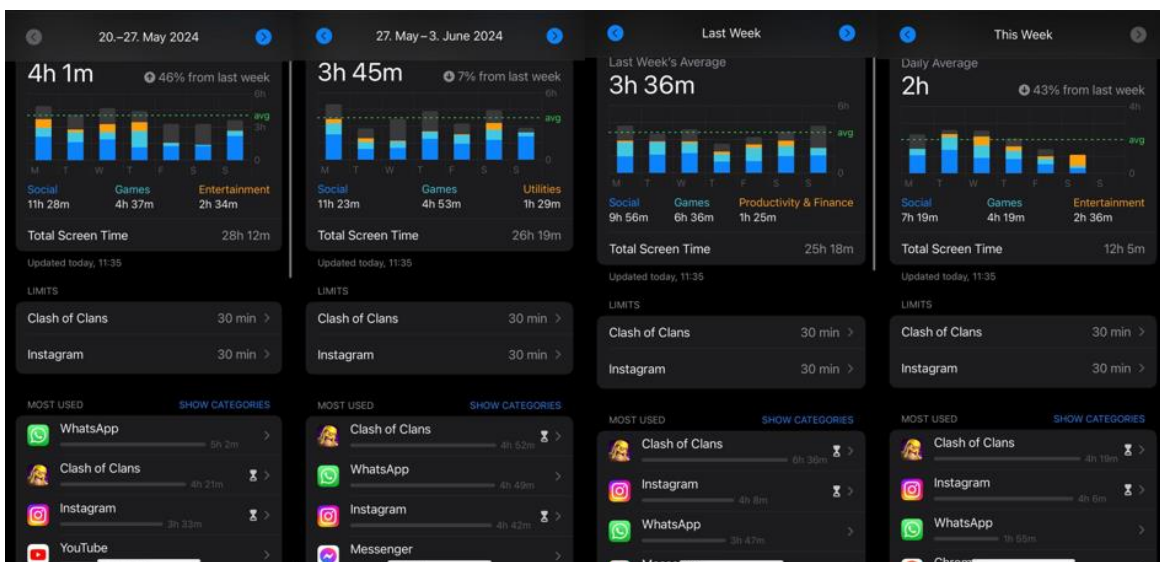 20.–27. May 2024
4h 1m
46% from last week
6h
avg
3h
0
M T W T F S S
Social Games Entertainment
11h 28m 4h 37m 2h 34m
Total Screen Time 28h 12m
Updated today, 11:35
LIMITS
Clash of Clans 30 min
Instagram 30 min
MOST USED SHOW CATEGORIES
WhatsApp
5h 2m
Clash of Clans
4h 21m
Instagram
3h 33m
YouTube
27. May–3. June 2024
3h 45m
7% from last week
6h
avg
0
M T W T F S S
Social Games Utilities
11h 23m 4h 53m 1h 29m
Total Screen Time 26h 19m
Updated today, 11:35
LIMITS
Clash of Clans 30 min
Instagram 30 min
MOST USED SHOW CATEGORIES
Clash of Clans
4h 52m
WhatsApp
4h 49m
Instagram
4h 42m
Messenger
Last Week
Last Week's Average
3h 36m
6h
avg
0
M T W T F S S
Social Games Productivity & Finance
9h 56m 6h 36m 1h 25m
Total Screen Time 25h 18m
Updated today, 11:35
LIMITS
Clash of Clans 30 min
Instagram 30 min
MOST USED SHOW CATEGORIES
Clash of Clans
6h 36m
Instagram
4h 8m
WhatsApp
3h 47m
This Week
Daily Average
2h
43% from last week
4h
avg
0
M T W T F S S
Social Games Entertainment
7h 19m 4h 19m 2h 36m
Total Screen Time 12h 5m
Updated today, 11:35
LIMITS
Clash of Clans 30 min
Instagram 30 min
MOST USED SHOW CATEGORIES
Clash of Clans
4h 19m
Instagram
4h 6m
WhatsApp
1h 55m